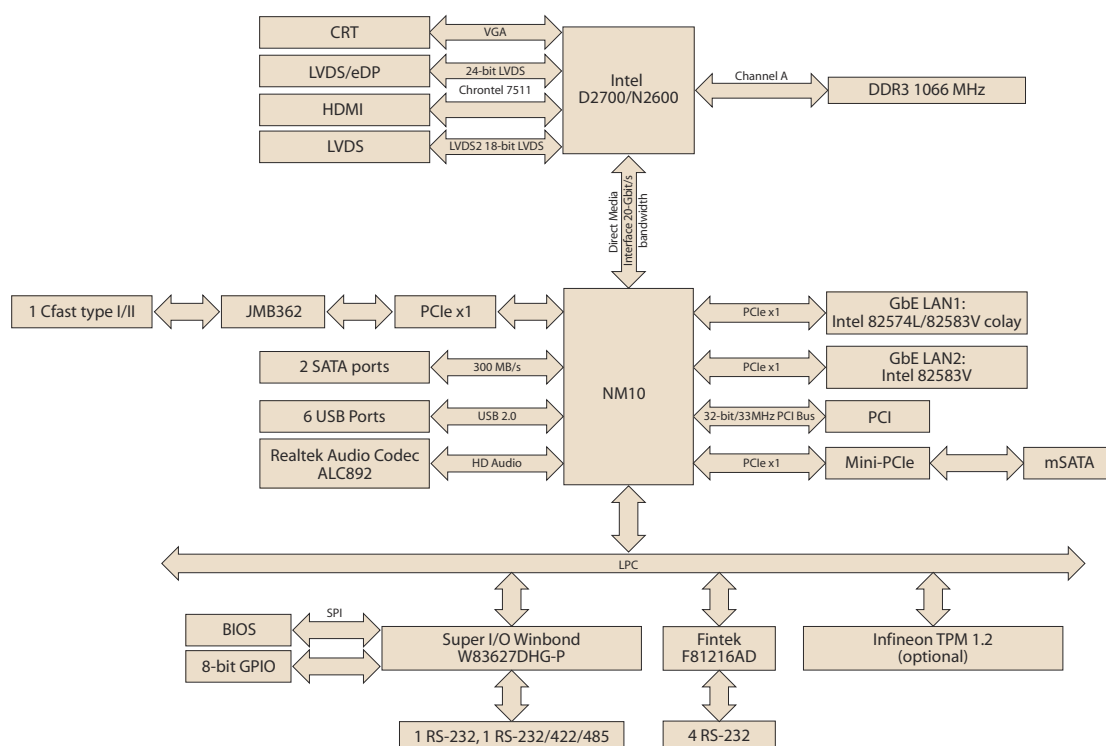 CRT
VGA
LVDS/eDP
24-bit LVDS
Chrontel 7511
HDMI
LVDS
LVDS2 18-bit LVDS
Intel
D2700/N2600
Channel A
DDR3 1066 MHz
Direct Media
Interface 20-Gbit/s
bandwidth
1 Cfast type I/II
JMB362
PCIe x1
NM10
PCIe x1
GbE LAN1:
Intel 82574L/82583V colay
2 SATA ports
300 MB/s
PCIe x1
GbE LAN2:
Intel 82583V
6 USB Ports
USB 2.0
32-bit/33MHz PCI Bus
PCI
Realtek Audio Codec
ALC892
HD Audio
PCIe x1
Mini-PCIe
mSATA
LPC
BIOS
SPI
8-bit GPIO
Super I/O Winbond
W83627DHG-P
Fintek
F81216AD
Infineon TPM 1.2
(optional)
1 RS-232, 1 RS-232/422/485
4 RS-232